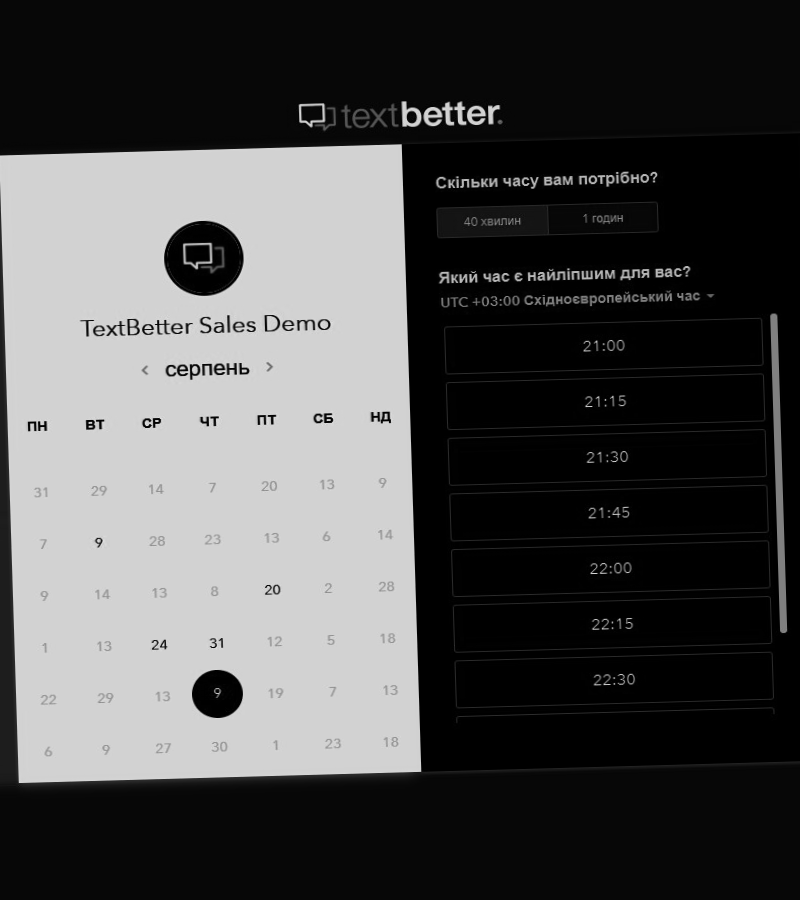 textbetter.
TextBetter Sales Demo
серпень
ПН ВТ СР ЧТ ПТ СБ НД
31 29 14 7 20 13 9
7 9 28 23 13 6 14
9 14 13 8 20 2 28
1 13 24 31 12 5 18
22 29 13 9 19 7 13
6 9 27 30 1 23 18
Скільки часу вам потрібно?
40 хвилин 1 годин
Який час є найліпшим для вас?
UTC +03:00 Східноєвропейський час
21:00
21:15
21:30
21:45
22:00
22:15
22:30